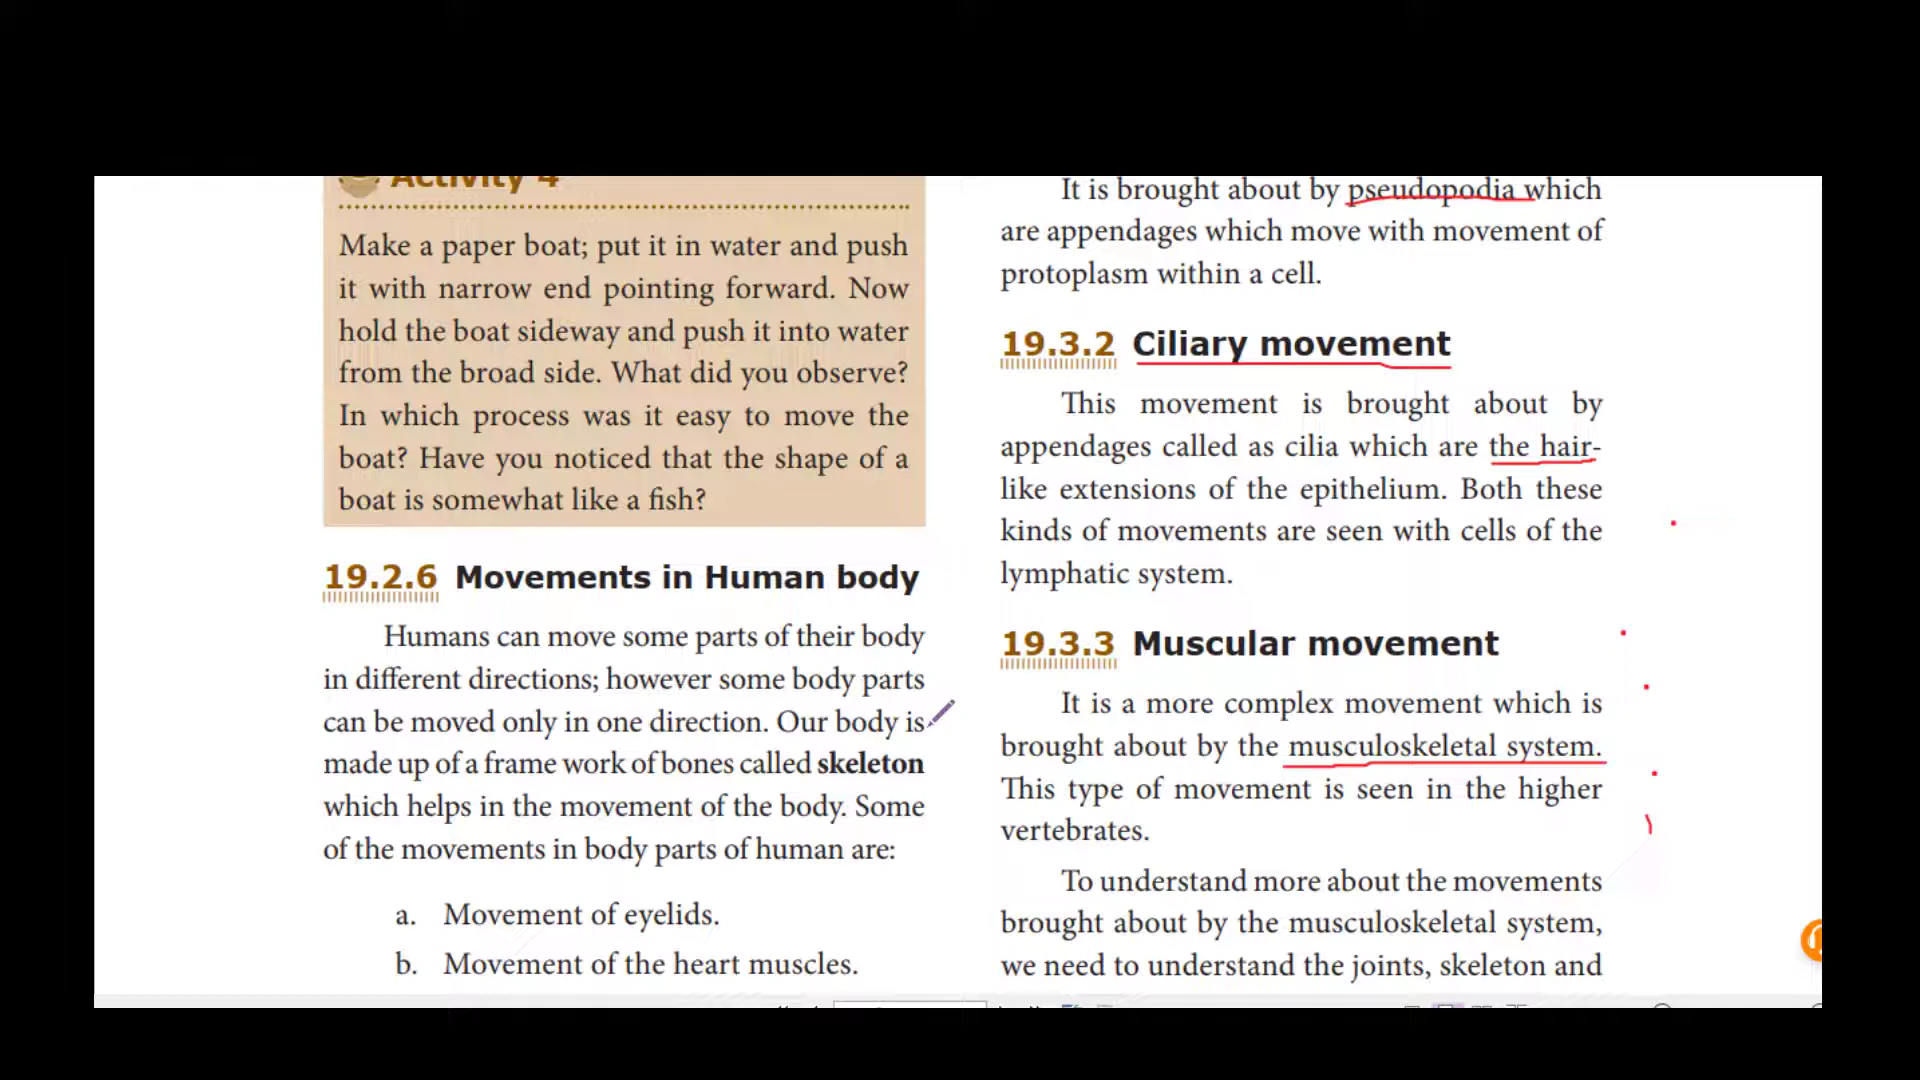 Activity 4
Make a paper boat; put it in water and push
it with narrow end pointing forward. Now
hold the boat sideway and push it into water
from the broad side. What did you observe?
In which process was it easy to move the
boat? Have you noticed that the shape of a
boat is somewhat like a fish?
19.2.6 Movements in Human body
Humans can move some parts of their body
in different directions; however some body parts
can be moved only in one direction. Our body is
made up of a frame work of bones called skeleton
which helps in the movement of the body. Some
of the movements in body parts of human are:
a. Movement of eyelids.
b. Movement of the heart muscles.
It is brought about by pseudopodia which
are appendages which move with movement of
protoplasm within a cell.
19.3.2 Ciliary movement
This movement is brought about by
appendages called as cilia which are the hair-
like extensions of the epithelium. Both these
kinds of movements are seen with cells of the
lymphatic system.
19.3.3 Muscular movement
It is a more complex movement which is
brought about by the musculoskeletal system.
This type of movement is seen in the higher
vertebrates.
To understand more about the movements
brought about by the musculoskeletal system,
we need to understand the joints, skeleton and